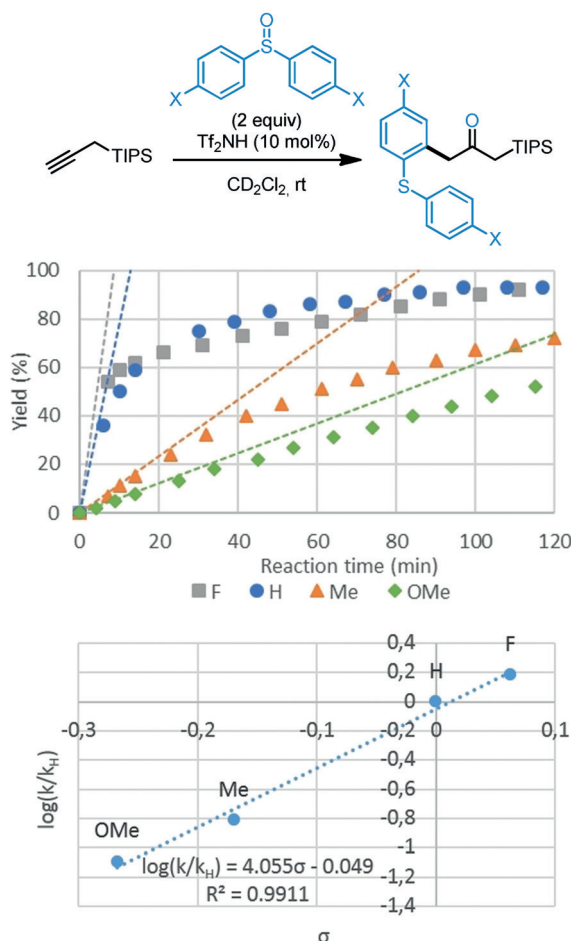 O
S
X
X
(2 equiv)
Tf₂NH (10 mol%)
TIPS
CD₂Cl₂, rt
X
O
TIPS
S
X
100
80
60
40
20
0
Yield (%)
0 20 40 60 80 100 120
Reaction time (min)
F H Me OMe
0,4
0,2
0
-0,2
-0,4
-0,6
-0,8
-1
-1,2
-1,4
-0,3 -0,2 -0,1 0 0,1
H
F
Me
OMe
log(k/k_H)
log(k/k_H) = 4.055σ - 0.049
R² = 0.9911
σ